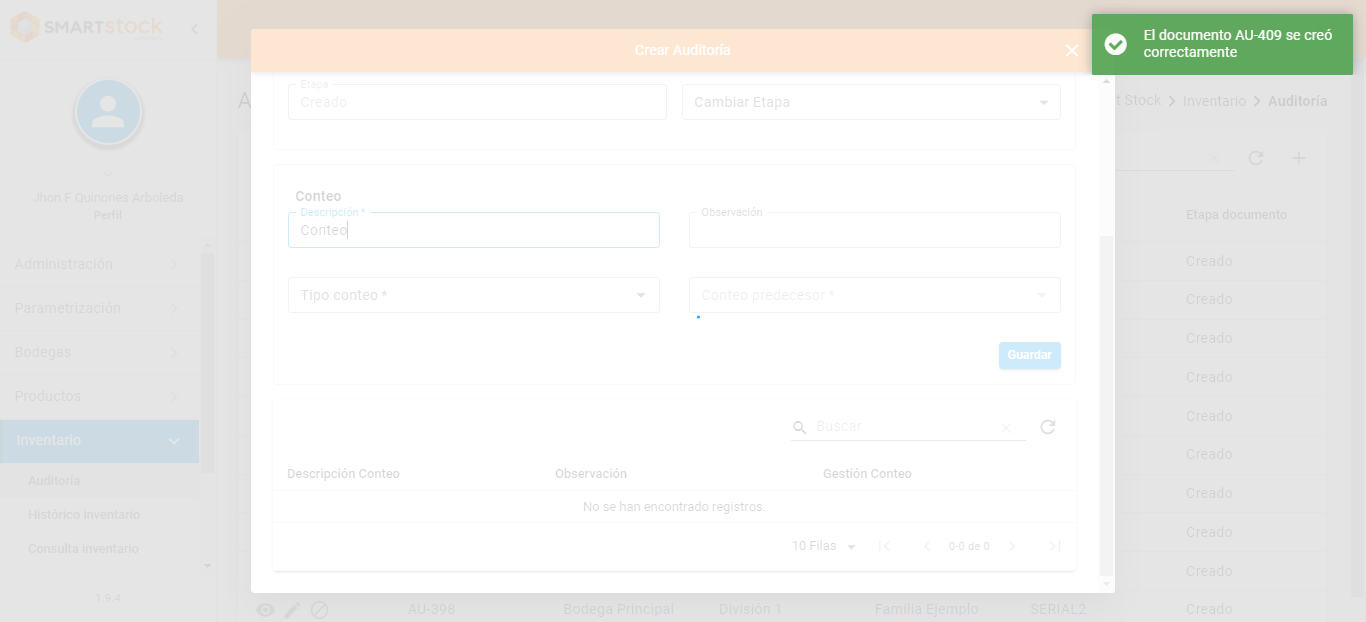 SMARTSTOCK
Crear Auditoría
El documento AU-409 se creó
correctamente
A
t Stock
Inventario
Auditoría
Etapa
Creado
Cambiar Etapa
Jhon F Quinones Arboleda
Perfil
Conteo
Descripción *
Conteo
Observación
Etapa documento
Administración
Creado
Tipo conteo *
Conteo predecesor *
Creado
Parametrización
Creado
Bodegas
Guardar
Creado
Productos
Creado
Inventario
Buscar
Creado
Auditoría
Descripción Conteo
Observación
Gestión Conteo
Creado
Histórico inventario
No se han encontrado registros.
Creado
Consulta inventario
10 Filas
0-0 de 0
Creado
1.9.4
AU-398
Bodega Principal
División 1
Familia Ejemplo
SERIAL2
Creado